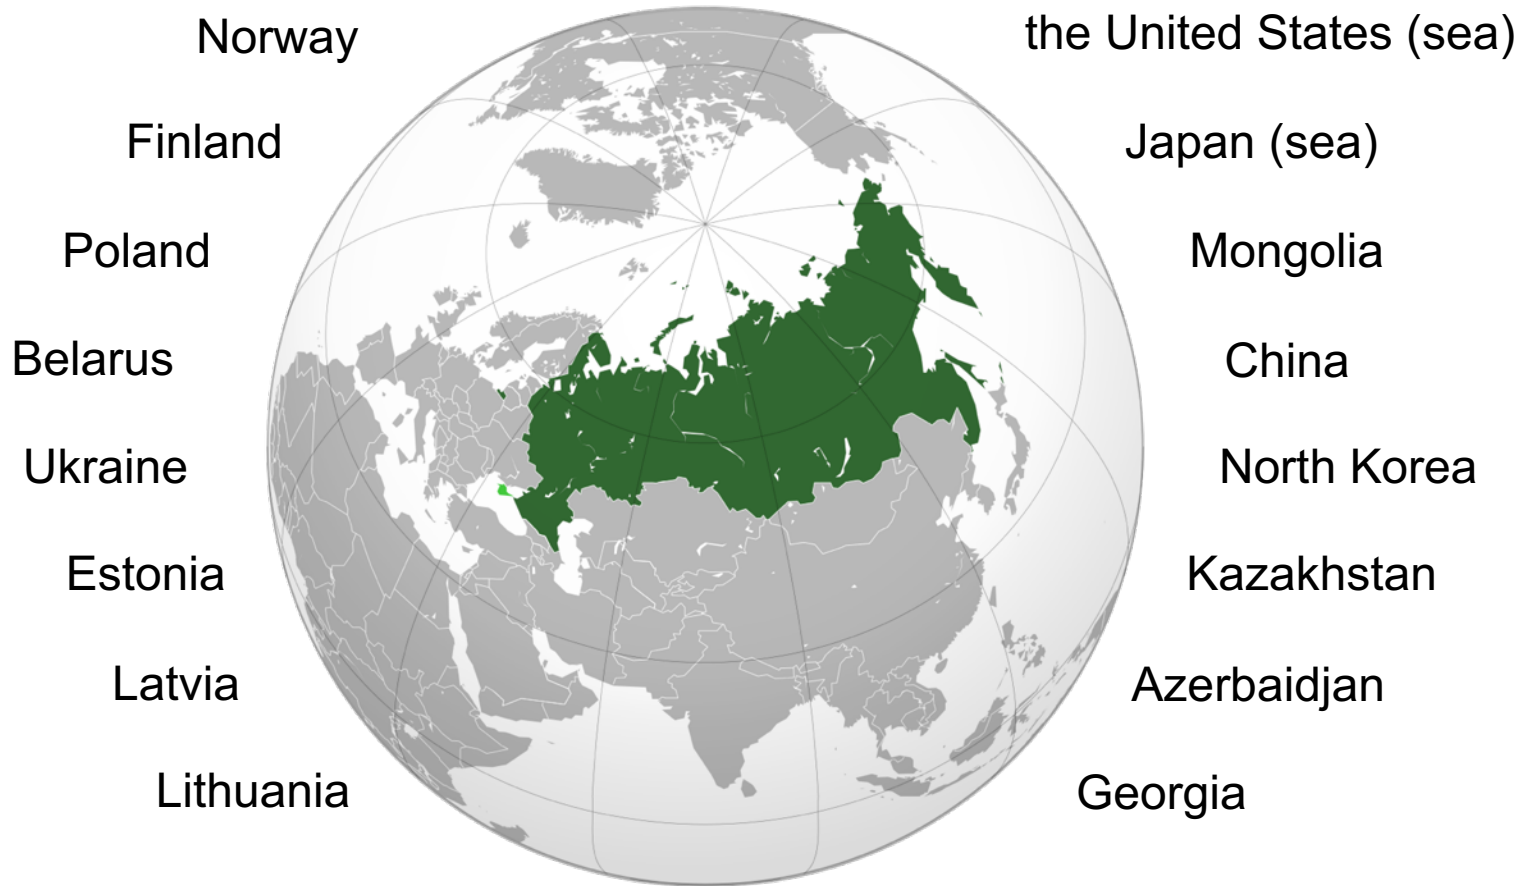 Norway
Finland
Poland
Belarus
Ukraine
Estonia
Latvia
Lithuania
the United States (sea)
Japan (sea)
Mongolia
China
North Korea
Kazakhstan
Azerbaidjan
Georgia